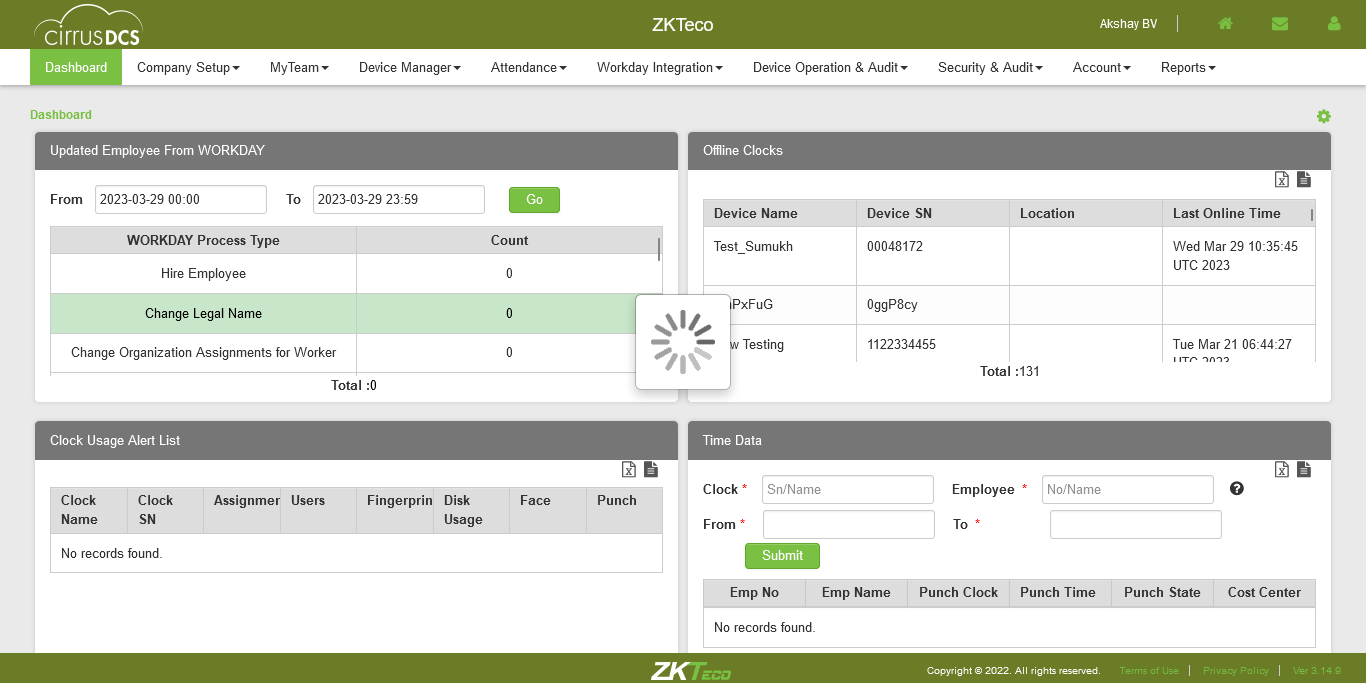 cirrusDCS
ZKTeco
Akshay BV
Dashboard
Company Setup
MyTeam
Device Manager
Attendance
Workday Integration
Device Operation & Audit
Security & Audit
Account
Reports
Dashboard
Updated Employee From WORKDAY
From 2023-03-29 00:00 To 2023-03-29 23:59 Go
WORKDAY Process Type Count
Hire Employee 0
Change Legal Name 0
Change Organization Assignments for Worker 0
Total :0
Offline Clocks
Device Name Device SN Location Last Online Time
Test_Sumukh 00048172 Wed Mar 29 10:35:45
UTC 2023
PxFuG 0ggP8cy
Testing 1122334455 Tue Mar 21 06:44:27
UTC 2023
Total :131
Clock Usage Alert List
Clock Clock Assignmer Users Fingerprin Disk Face Punch
Name SN Usage
No records found.
Time Data
Clock * Sn/Name Employee * No/Name
From * To *
Submit
Emp No Emp Name Punch Clock Punch Time Punch State Cost Center
No records found.
ZKTeco
Copyright © 2022. All rights reserved. Terms of Use Privacy Policy Ver 3.14.9